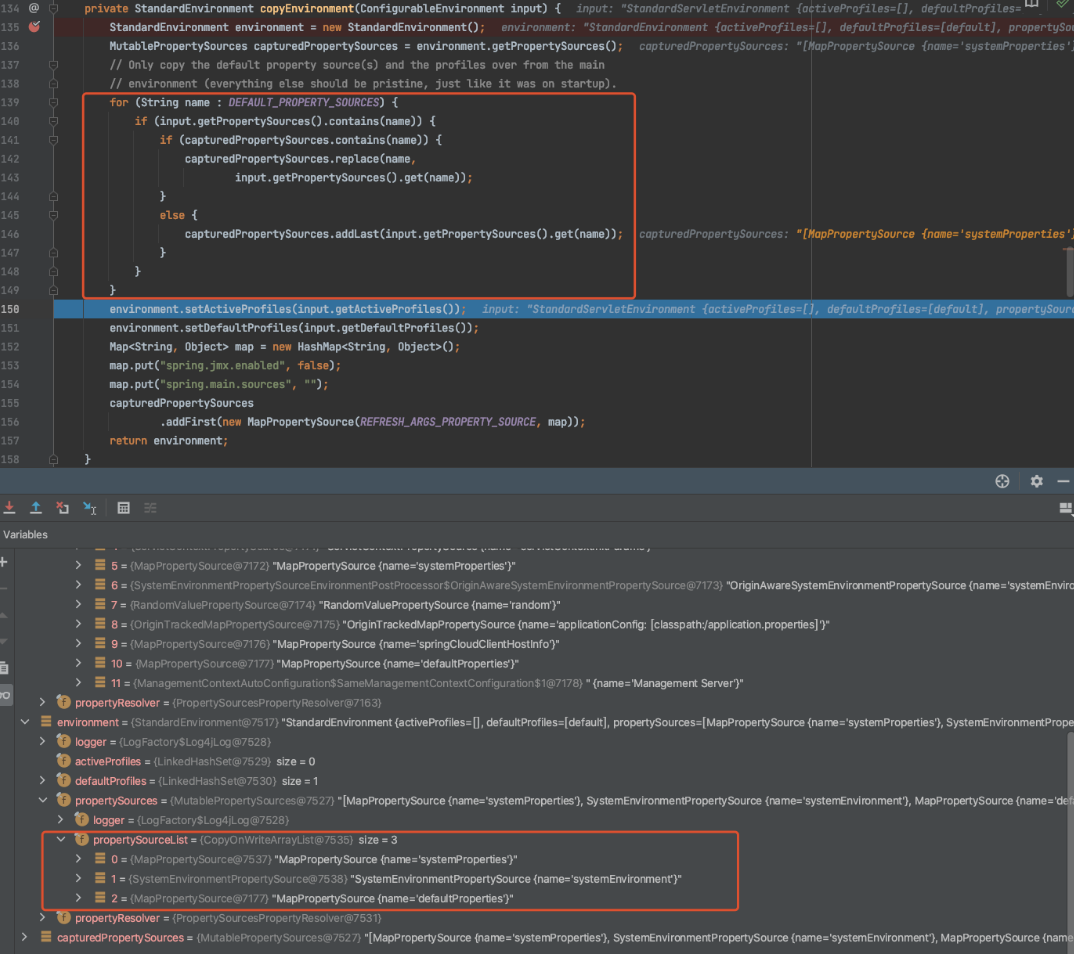 134 @ private StandardEnvironment copyEnvironment(ConfigurableEnvironment input) { input: "StandardServletEnvironment {activeProfiles=[], defaultProfiles=
135 StandardEnvironment environment = new StandardEnvironment(); environment: "StandardEnvironment {activeProfiles=[], defaultProfiles=[default], propertySou
136 MutablePropertySources capturedPropertySources = environment.getPropertySources(); capturedPropertySources: "[MapPropertySource {name='systemProperties'}
137 // Only copy the default property source(s) and the profiles over from the main
138 // environment (everything else should be pristine, just like it was on startup).
139 for (String name : DEFAULT_PROPERTY_SOURCES) {
140 if (input.getPropertySources().contains(name)) {
141 if (capturedPropertySources.contains(name)) {
142 capturedPropertySources.replace(name,
143 input.getPropertySources().get(name));
144 }
145 else {
146 capturedPropertySources.addLast(input.getPropertySources().get(name)); capturedPropertySources: "[MapPropertySource {name='systemProperties'}
147 }
148 }
149 }
150 environment.setActiveProfiles(input.getActiveProfiles()); input: "StandardServletEnvironment {activeProfiles=[], defaultProfiles=[default], propertySource
151 environment.setDefaultProfiles(input.getDefaultProfiles());
152 Map<String, Object> map = new HashMap<String, Object>();
153 map.put("spring.jmx.enabled", false);
154 map.put("spring.main.sources", "");
155 capturedPropertySources
156 .addFirst(new MapPropertySource(REFRESH_ARGS_PROPERTY_SOURCE, map));
157 return environment;
158 }
Variables
5 = {MapPropertySource@7172} "MapPropertySource {name='systemProperties'}"
6 = {SystemEnvironmentPropertySourceEnvironmentPostProcessor$OriginAwareSystemEnvironmentPropertySource@7173} "OriginAwareSystemEnvironmentPropertySource {name='systemEnviro
7 = {RandomValuePropertySource@7174} "RandomValuePropertySource {name='random'}"
8 = {OriginTrackedMapPropertySource@7175} "OriginTrackedMapPropertySource {name='applicationConfig: [classpath:/application.properties]'}"
9 = {MapPropertySource@7176} "MapPropertySource {name='springCloudClientHostInfo'}"
10 = {MapPropertySource@7177} "MapPropertySource {name='defaultProperties'}"
11 = {ManagementContextAutoConfiguration$SameManagementContextConfiguration$1@7178} " {name='Management Server'}"
propertyResolver = {PropertySourcesPropertyResolver@7163}
environment = {StandardEnvironment@7517} "StandardEnvironment {activeProfiles=[], defaultProfiles=[default], propertySources=[MapPropertySource {name='systemProperties'}, SystemEnvironmentPrope
logger = {LogFactory$Log4jLog@7528}
activeProfiles = {LinkedHashSet@7529} size = 0
defaultProfiles = {LinkedHashSet@7530} size = 1
propertySources = {MutablePropertySources@7527} "[MapPropertySource {name='systemProperties'}, SystemEnvironmentPropertySource {name='systemEnvironment'}, MapPropertySource {name='def
logger = {LogFactory$Log4jLog@7528}
propertySourceList = {CopyOnWriteArrayList@7535} size = 3
0 = {MapPropertySource@7537} "MapPropertySource {name='systemProperties'}"
1 = {SystemEnvironmentPropertySource@7538} "SystemEnvironmentPropertySource {name='systemEnvironment'}"
2 = {MapPropertySource@7177} "MapPropertySource {name='defaultProperties'}"
propertyResolver = {PropertySourcesPropertyResolver@7531}
capturedPropertySources = {MutablePropertySources@7527} "[MapPropertySource {name='systemProperties'}, SystemEnvironmentPropertySource {name='systemEnvironment'}, MapPropertySource {name